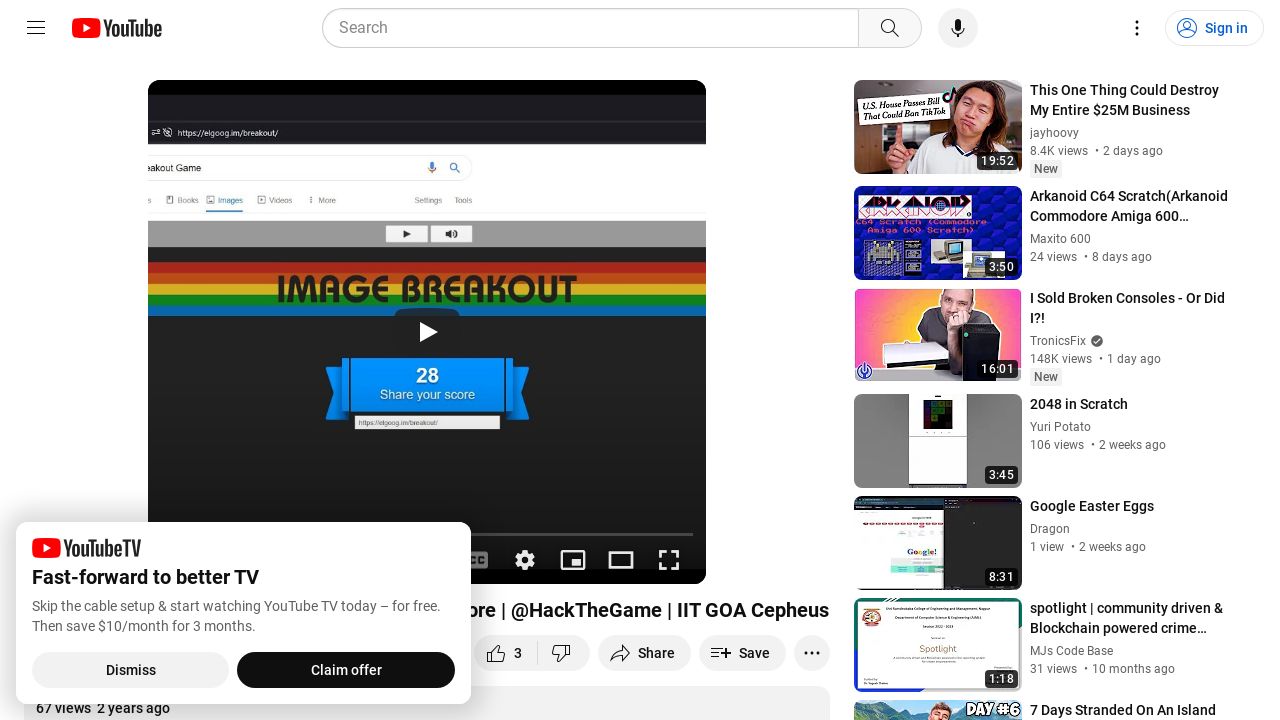 YouTube
Search
Sign in
https://elgoog.im/breakout/
eakout Game
Books
Images
Videos
More
Settings
Tools
IMAGE BREAKOUT
28
Share your score
https://elgoog.im/breakout/
YouTubeTV
Fast-forward to better TV
Skip the cable setup & start watching YouTube TV today – for free.
Then save $10/month for 3 months.
Dismiss
Claim offer
ore | @HackTheGame | IIT GOA Cepheus
3
Share
Save
67 views 2 years ago
U.S. House Passes Bill
That Could Ban TikTok
19:52
This One Thing Could Destroy
My Entire $25M Business
jayhoovy
8.4K views • 2 days ago
New
ARKANOID
C64 Scratch (Commodore
Amiga 600 Scratch)
3:50
Arkanoid C64 Scratch(Arkanoid
Commodore Amiga 600…
Maxito 600
24 views • 8 days ago
16:01
I Sold Broken Consoles - Or Did
I?!
TronicsFix
148K views • 1 day ago
New
3:45
2048 in Scratch
Yuri Potato
106 views • 2 weeks ago
Google!
8:31
Google Easter Eggs
Dragon
1 view • 2 weeks ago
Spotlight
1:18
spotlight | community driven &
Blockchain powered crime…
MJs Code Base
31 views • 10 months ago
DAY #6
7 Days Stranded On An Island